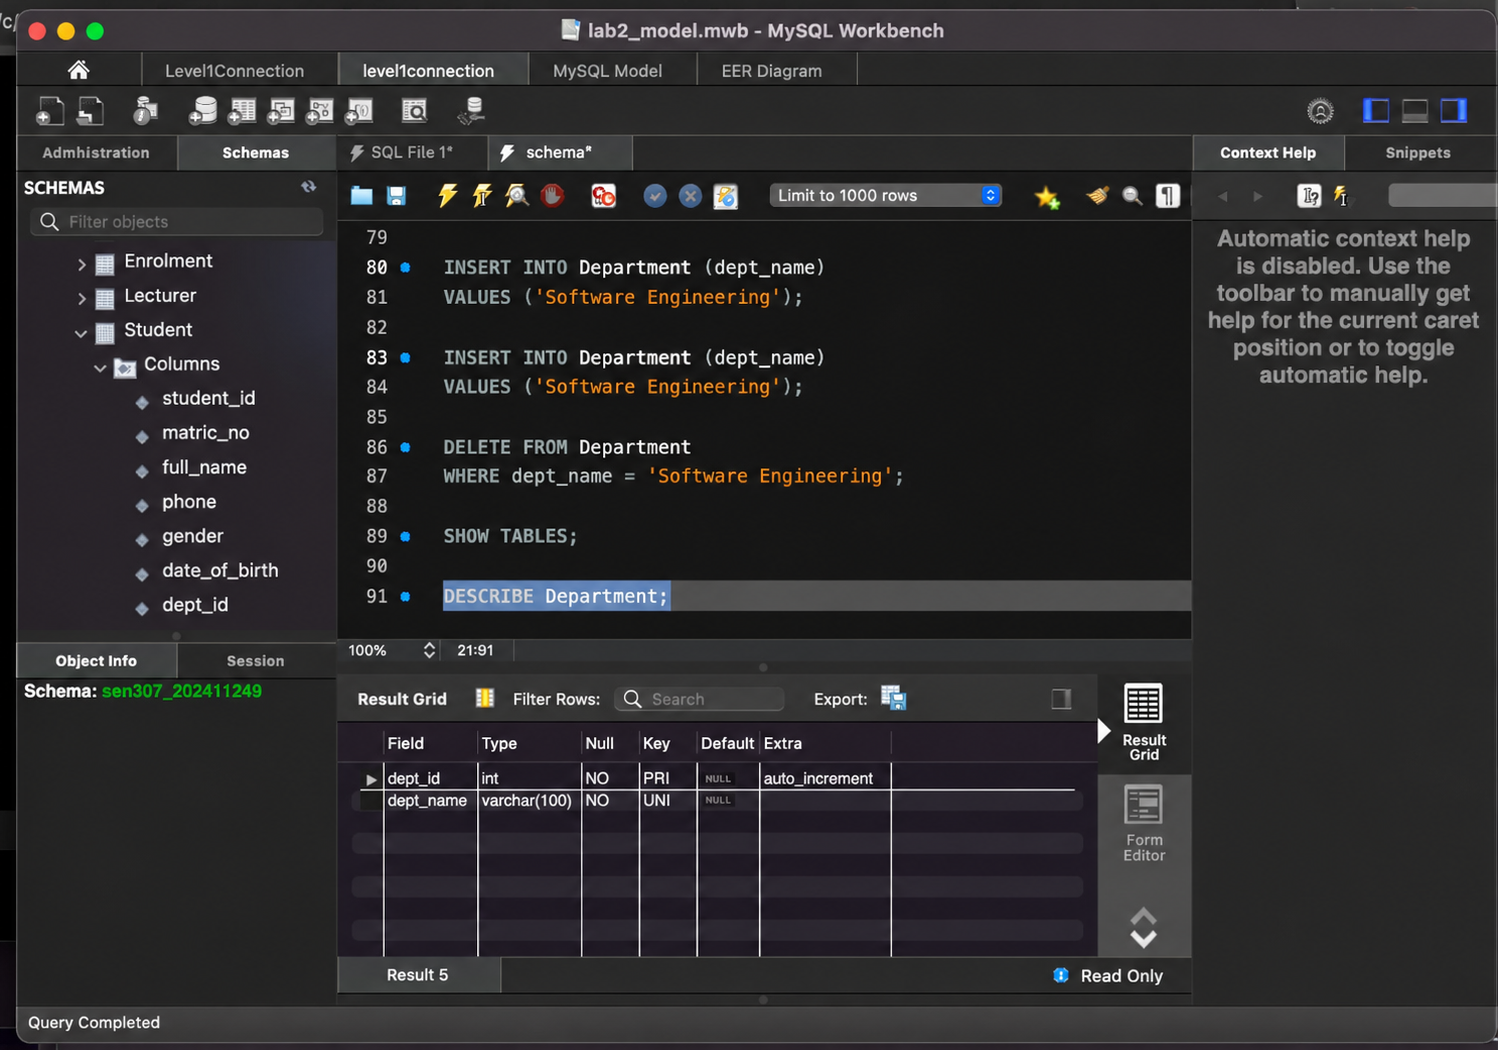 lab2_model.mwb - MySQL Workbench
Level1Connection
level1connection
MySQL Model
EER Diagram
Admhistration
Schemas
SQL File 1*
schema*
Context Help
Snippets
SCHEMAS
Filter objects
Limit to 1000 rows
Enrolment
Lecturer
Student
Columns
student_id
matric_no
full_name
phone
gender
date_of_birth
dept_id
79
80 INSERT INTO Department (dept_name)
81 VALUES ('Software Engineering');
82
83 INSERT INTO Department (dept_name)
84 VALUES ('Software Engineering');
85
86 DELETE FROM Department
87 WHERE dept_name = 'Software Engineering';
88
89 SHOW TABLES;
90
91 DESCRIBE Department;
Automatic context help
is disabled. Use the
toolbar to manually get
help for the current caret
position or to toggle
automatic help.
100% 21:91
Object Info
Session
Schema: sen307_202411249
Result Grid
Filter Rows:
Search
Export:
Field Type Null Key Default Extra
dept_id int NO PRI NULL auto_increment
dept_name varchar(100) NO UNI NULL
Result
Grid
Form
Editor
Result 5
Read Only
Query Completed